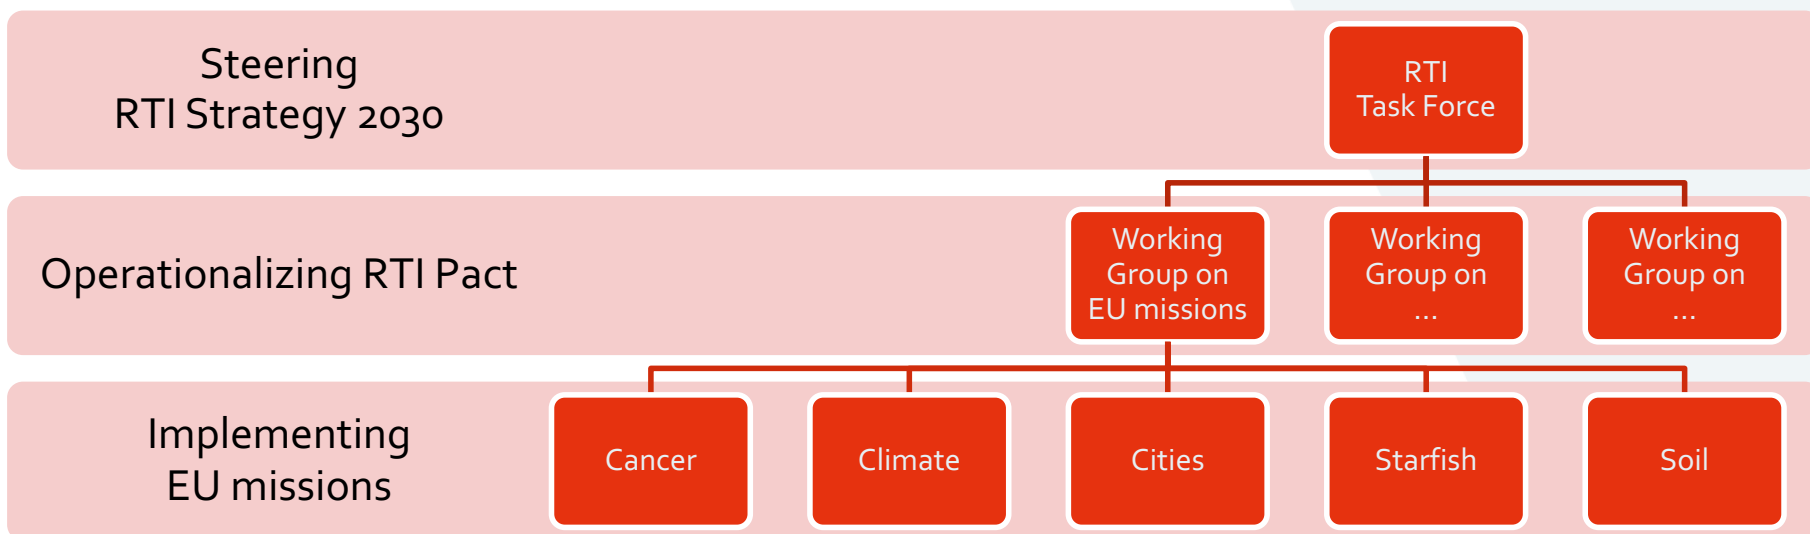 Steering
RTI Strategy 2030
RTI
Task Force
Operationalizing RTI Pact
Working
Group on
EU missions
Working
Group on
...
Working
Group on
...
Implementing
EU missions
Cancer
Climate
Cities
Starfish
Soil